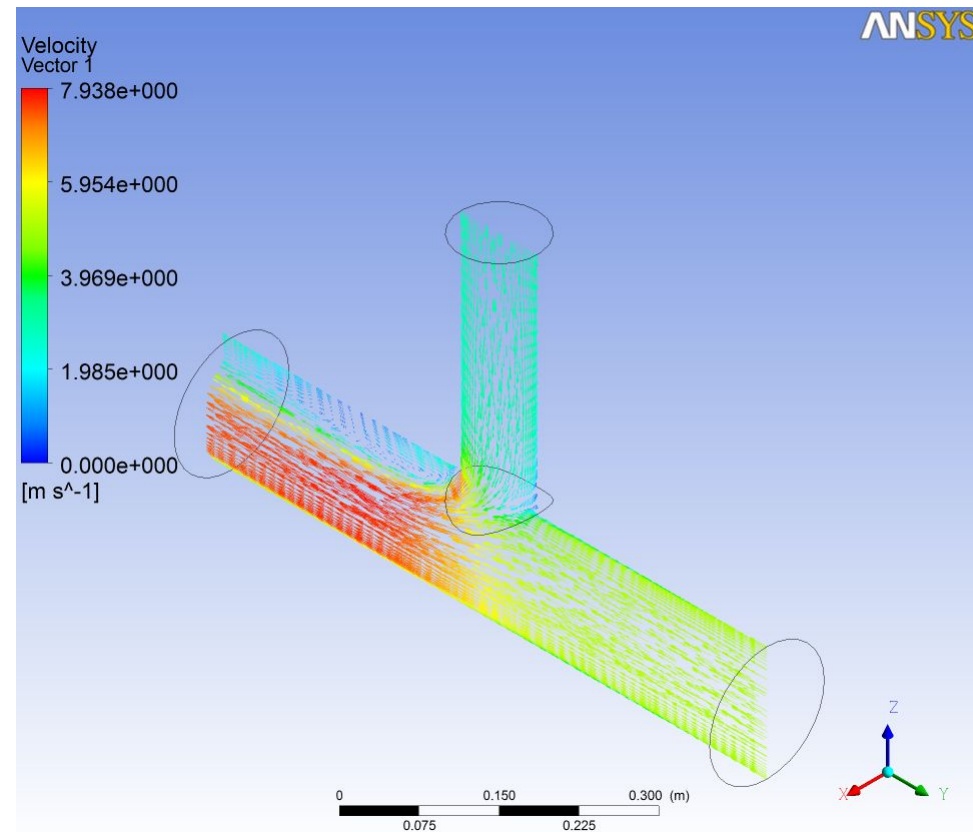 ANSYS
Velocity
Vector 1
7.938e+000
5.954e+000
3.969e+000
1.985e+000
0.000e+000
[m s^-1]
Z
X
Y
0 0.150 0.300 (m)
0.075 0.225